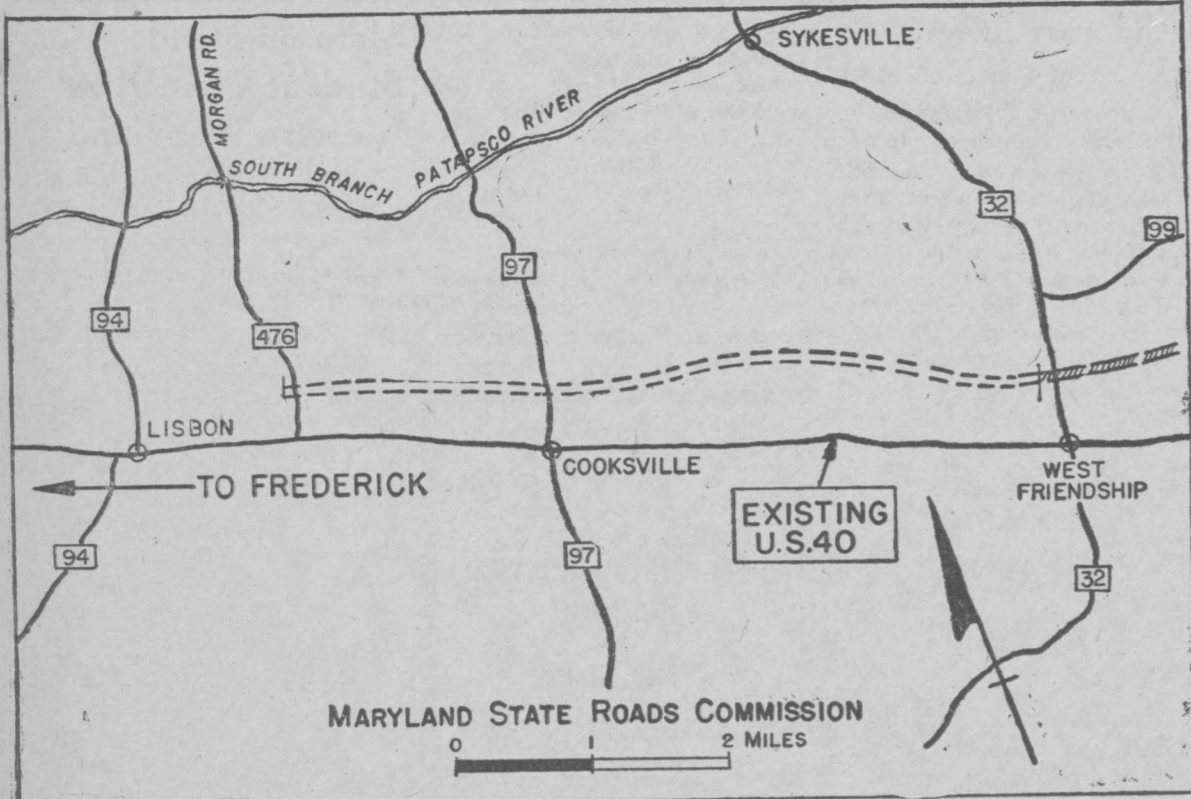 SYKESVILLE
MORGAN RD.
SOUTH BRANCH PATAPSCO RIVER
32
99
97
94
476
LISBON
COOKSVILLE
WEST
FRIENDSHIP
TO FREDERICK
EXISTING
U.S.40
94
97
32
MARYLAND STATE ROADS COMMISSION
0 1 2 MILES